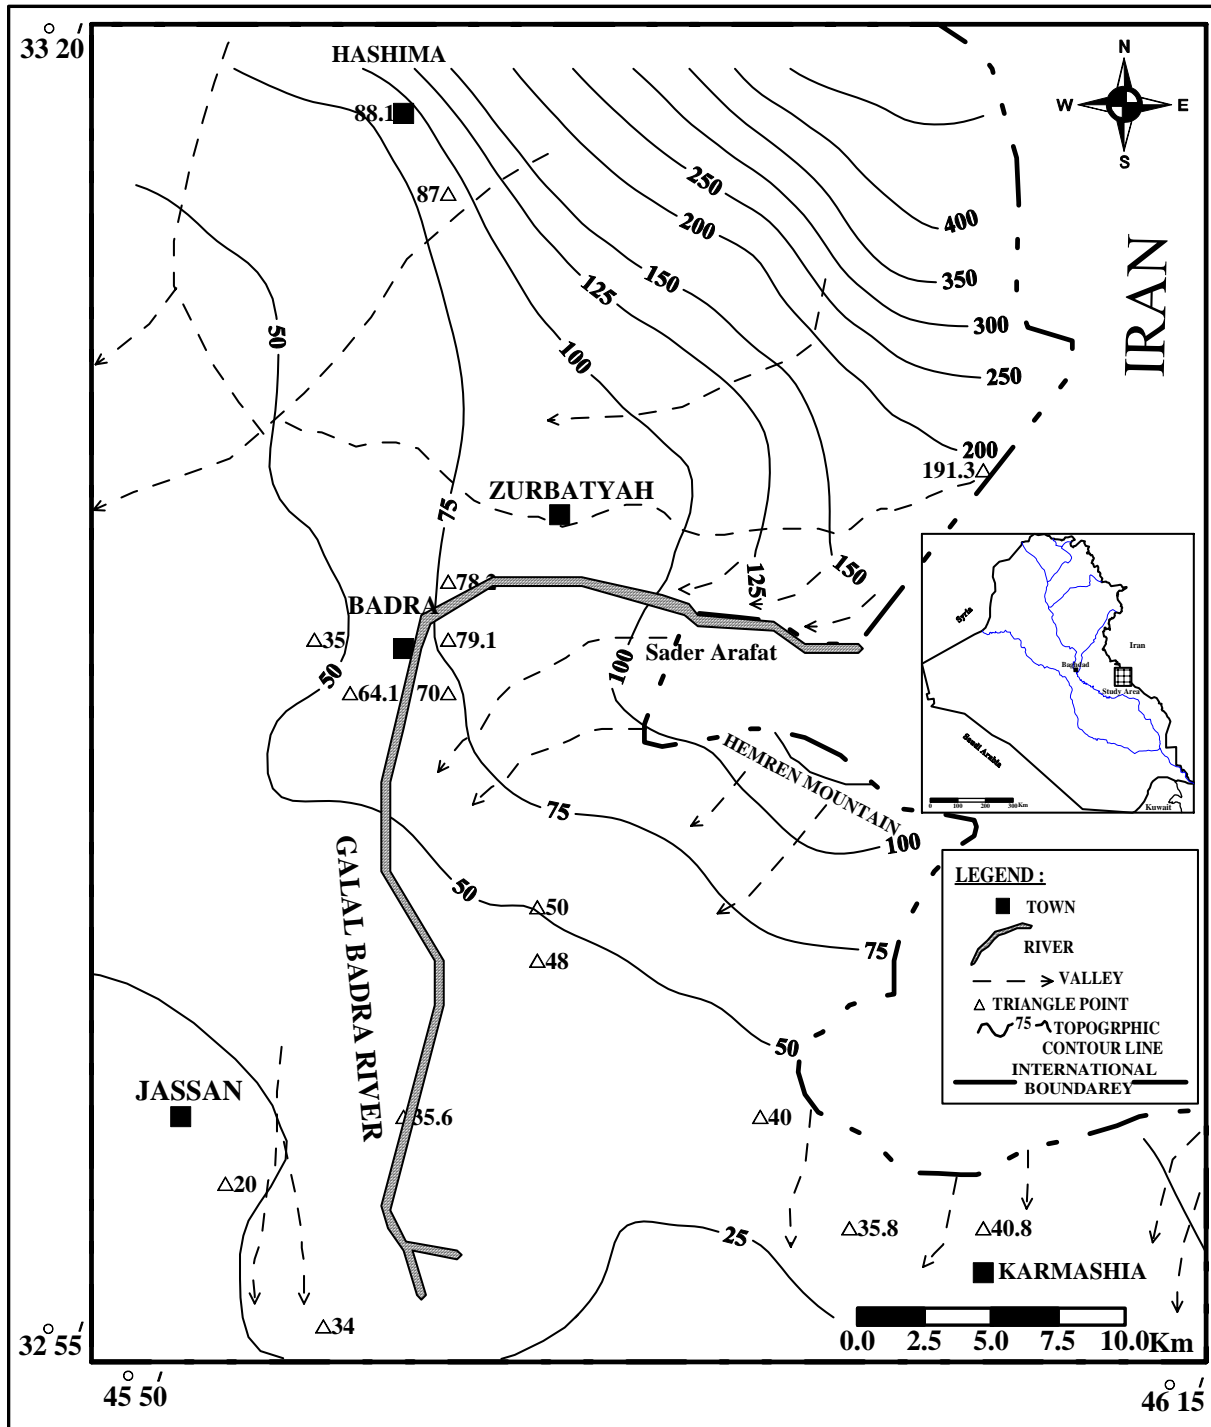 33° 20′
HASHIMA
N
W E
S
88.1
87
400
350
300
250
200
250
200
150
125
100
50
75
IRAN
191.3
ZURBATYAH
78.2
BADRA
35
79.1
64.1
70
50
Sader Arafat
125
150
100
HEMREN MOUNTAIN
75
100
50
75
50
50
48
GALAL BADRA RIVER
JASSAN
35.6
40
20
25
35.8
40.8
KARMASHIA
34
Syria
Iran
Baghdad
Study Area
Saudi Arabia
Kuwait
0 100 200 300Km
LEGEND :
TOWN
RIVER
VALLEY
TRIANGLE POINT
75 TOPOGRPHIC
CONTOUR LINE
INTERNATIONAL
BOUNDAREY
0.0 2.5 5.0 7.5 10.0Km
32° 55′
45° 50′
46° 15′